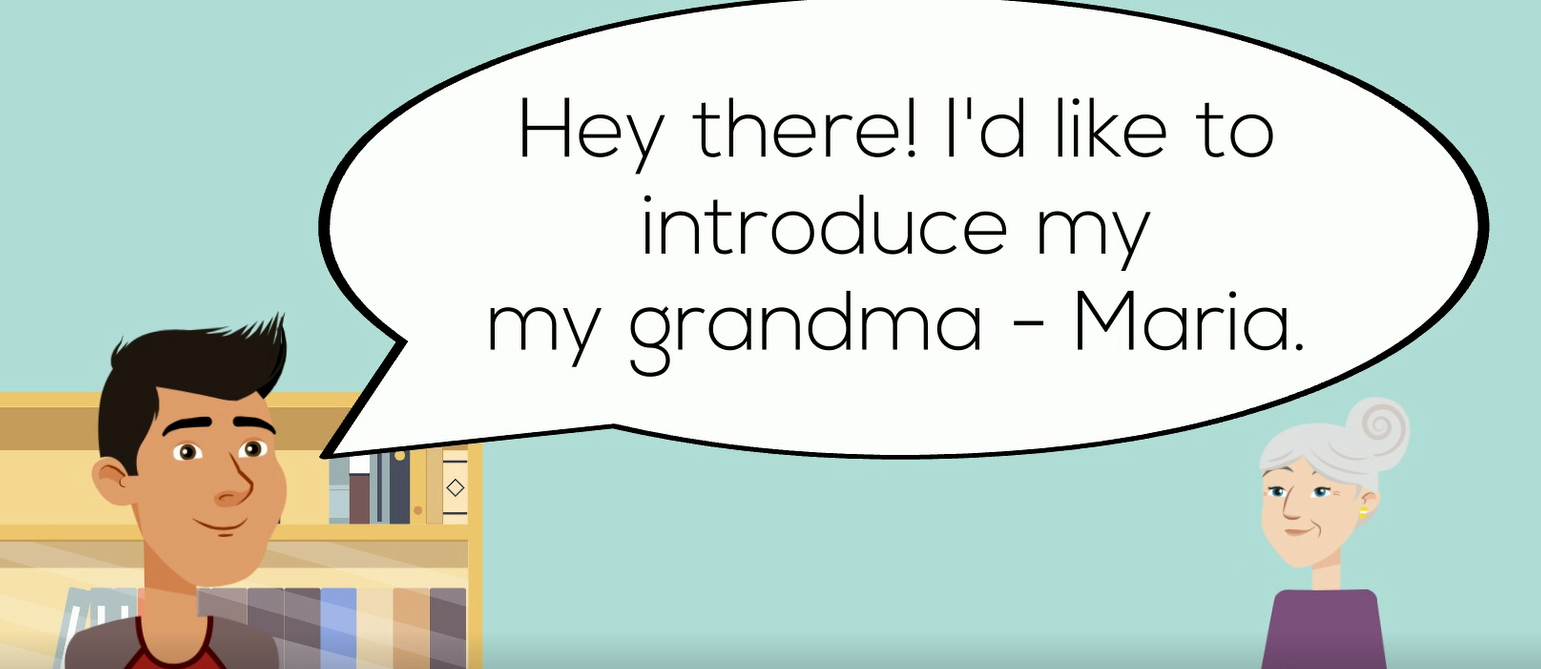 Hey there! I'd like to
introduce my
my grandma - Maria.